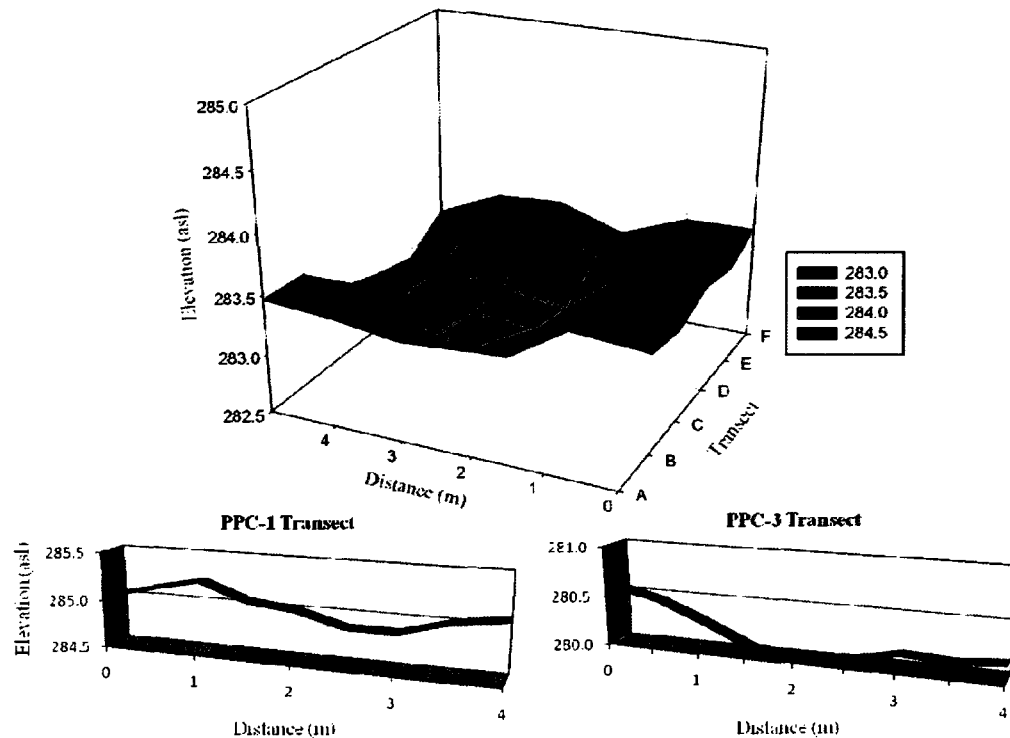 285.0
284.5
284.0
283.5
283.0
282.5
Elevation (asl)
4
3
2
1
0
Distance (m)
A
B
C
D
E
F
Transect
283.0
283.5
284.0
284.5
PPC-1 Transect
285.5
285.0
284.5
Elevation (asl)
0
1
2
3
4
Distance (m)
PPC-3 Transect
281.0
280.5
280.0
0
1
2
3
4
Distance (m)